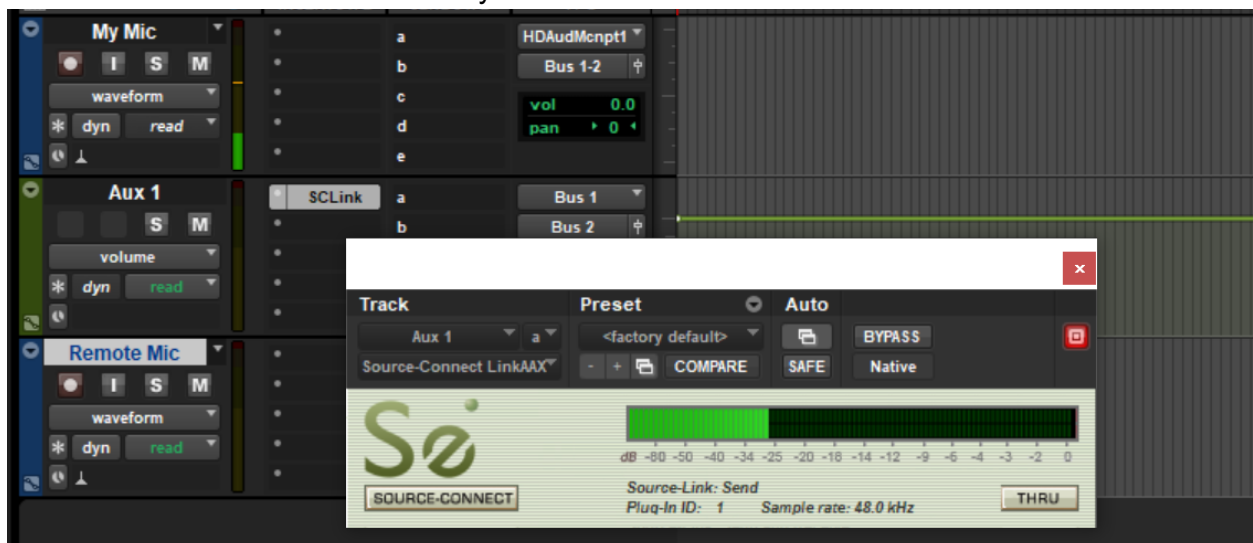 My Mic
a
HDAudMcnpt1
I S M
b
Bus 1-2
waveform
c
vol 0.0
dyn read
d
pan 0
e
Aux 1
SCLink
a
Bus 1
S M
b
Bus 2
volume
dyn read
Track Preset Auto
Aux 1 a <factory default> BYPASS
Source-Connect LinkAAX - + COMPARE SAFE Native
Remote Mic
I S M
waveform
dyn read
dB -80 -50 -40 -34 -25 -20 -18 -14 -12 -9 -6 -4 -3 -2 0
SOURCE-CONNECT
Source-Link: Send
Plug-In ID: 1 Sample rate: 48.0 kHz
THRU